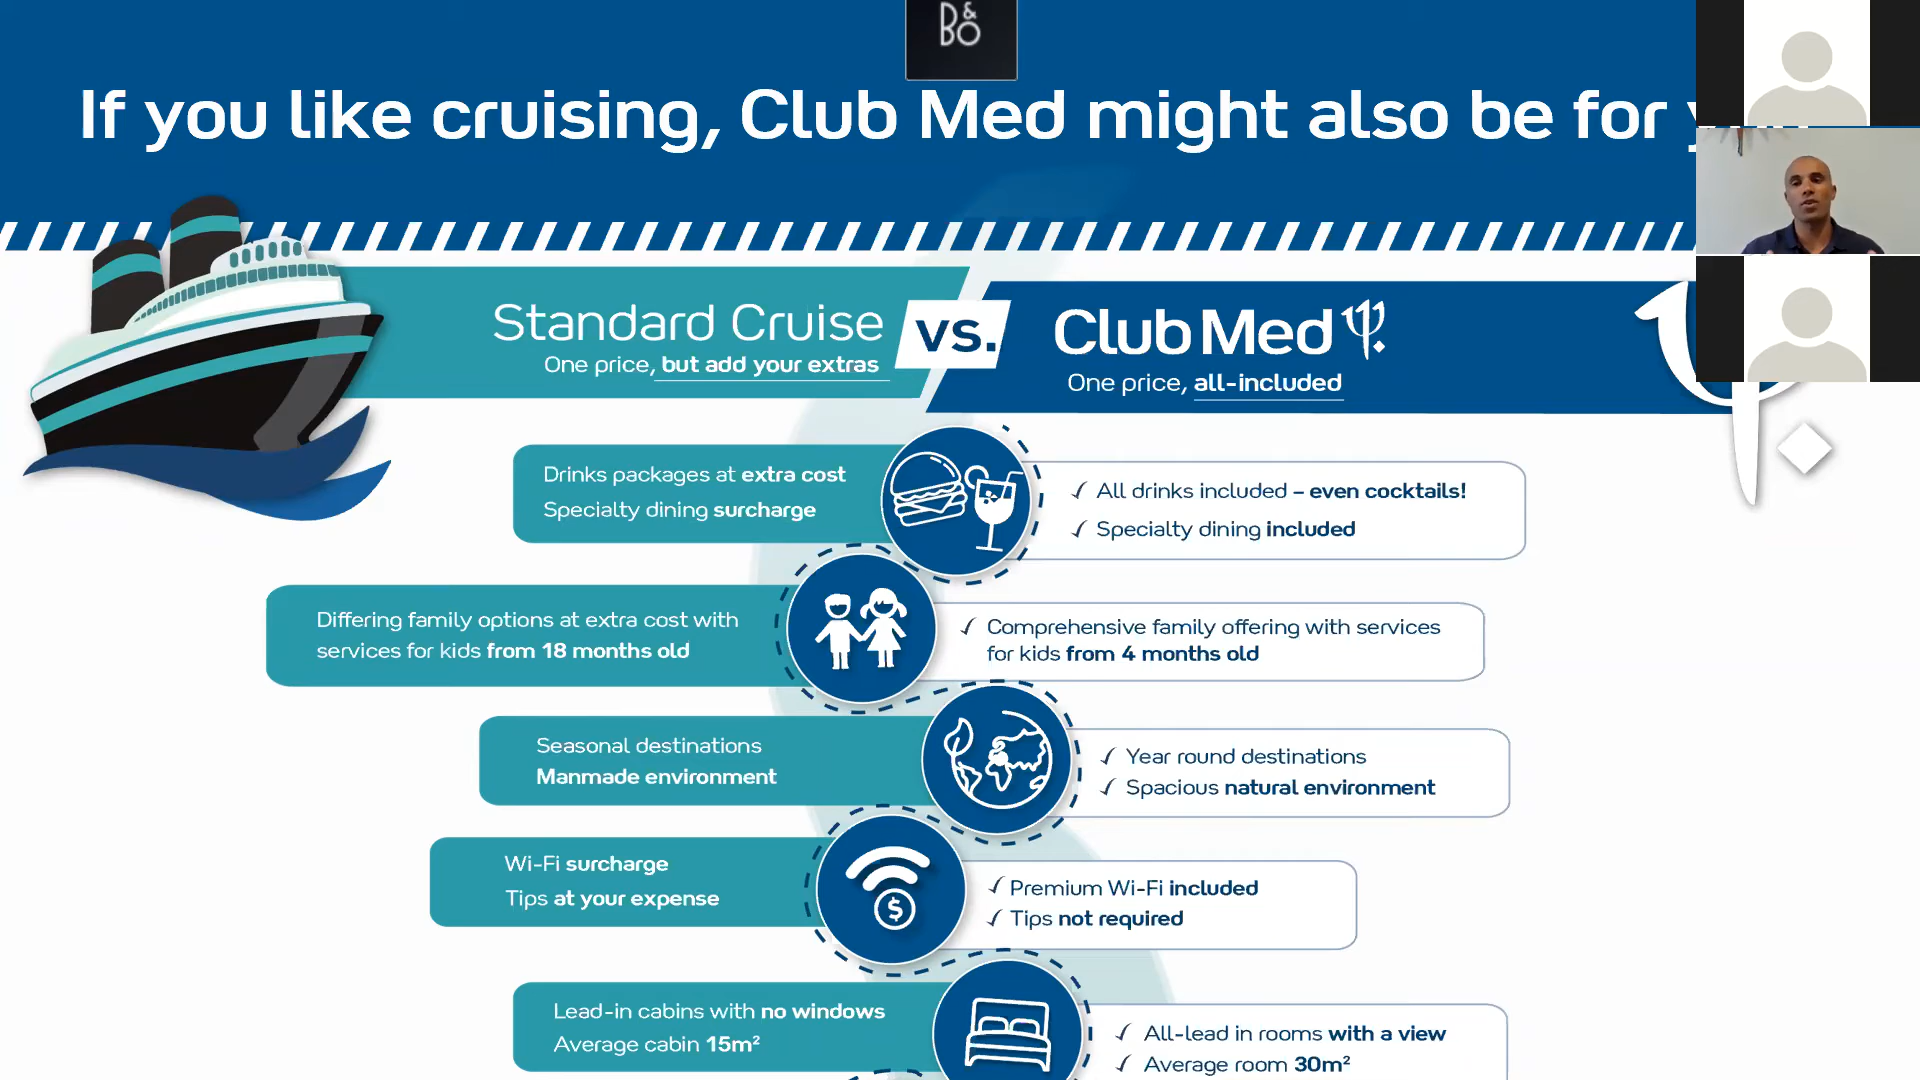 B&O
If you like cruising, Club Med might also be for
Standard Cruise
One price, but add your extras
vs.
Club Med
One price, all-included
Drinks packages at extra cost
Specialty dining surcharge
✓ All drinks included – even cocktails!
✓ Specialty dining included
Differing family options at extra cost with
services for kids from 18 months old
✓ Comprehensive family offering with services
for kids from 4 months old
Seasonal destinations
Manmade environment
✓ Year round destinations
✓ Spacious natural environment
Wi-Fi surcharge
Tips at your expense
$
✓ Premium Wi-Fi included
✓ Tips not required
Lead-in cabins with no windows
Average cabin 15m²
✓ All-lead in rooms with a view
✓ Average room 30m²